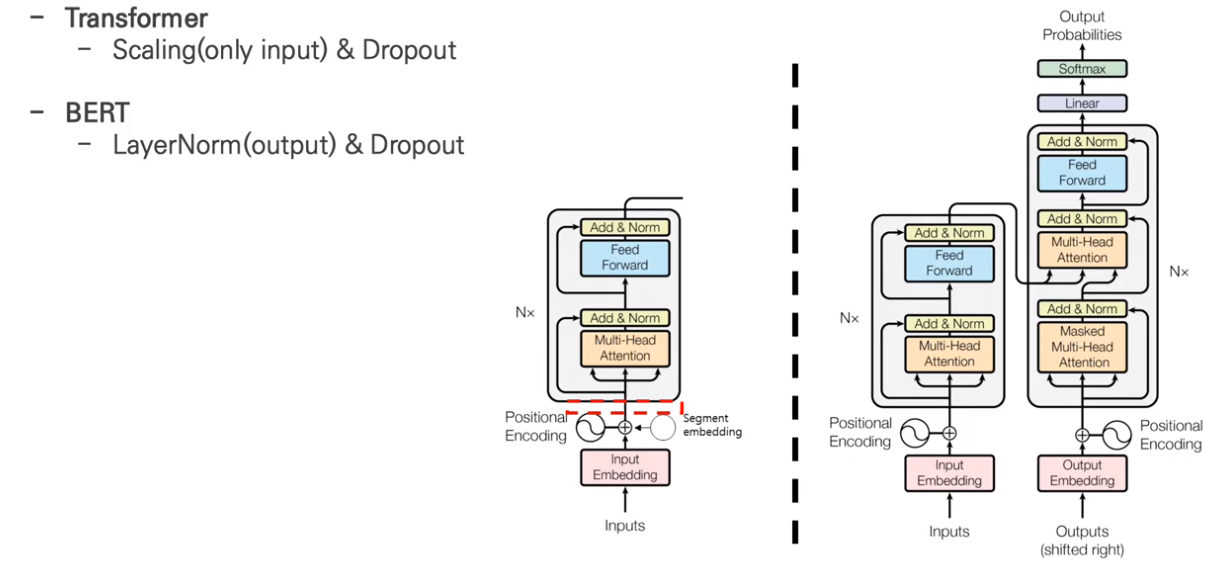 – Transformer
– Scaling(only input) & Dropout
– BERT
– LayerNorm(output) & Dropout
Add & Norm
Feed
Forward
N×
Add & Norm
Multi-Head
Attention
Positional
Encoding
Segment
embedding
Input
Embedding
Inputs
Output
Probabilities
Softmax
Linear
Add & Norm
Feed
Forward
Add & Norm
Multi-Head
Attention
N×
Add & Norm
Masked
Multi-Head
Attention
Positional
Encoding
Output
Embedding
Outputs
(shifted right)
Add & Norm
Feed
Forward
N×
Add & Norm
Multi-Head
Attention
Positional
Encoding
Input
Embedding
Inputs